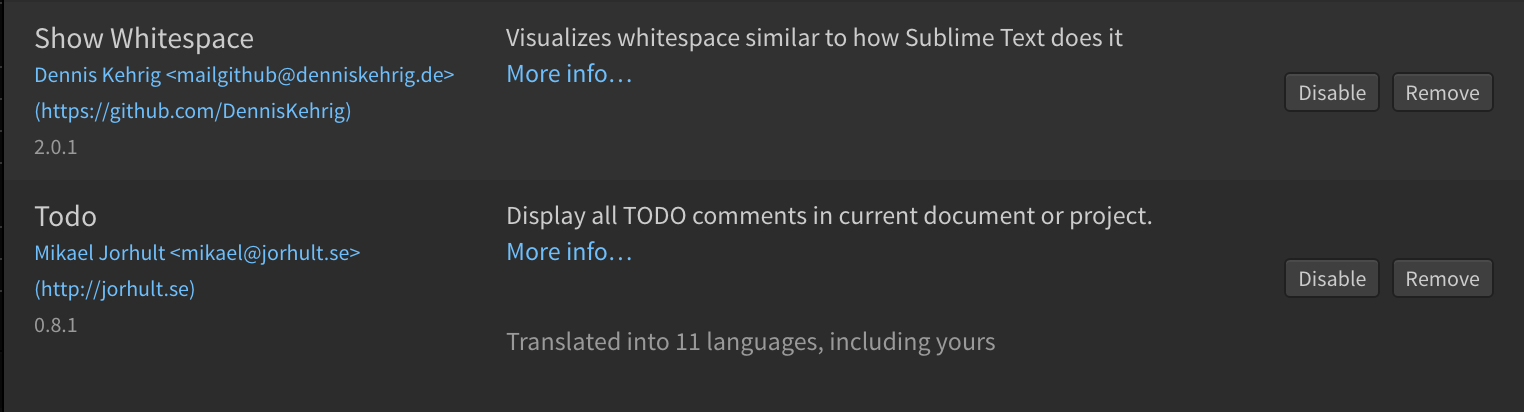 Show Whitespace
Dennis Kehrig <mailgithub@denniskehrig.de>
(https://github.com/DennisKehrig)
2.0.1
Visualizes whitespace similar to how Sublime Text does it
More info…
Disable
Remove
Todo
Mikael Jorhult <mikael@jorhult.se>
(http://jorhult.se)
0.8.1
Display all TODO comments in current document or project.
More info…
Translated into 11 languages, including yours
Disable
Remove